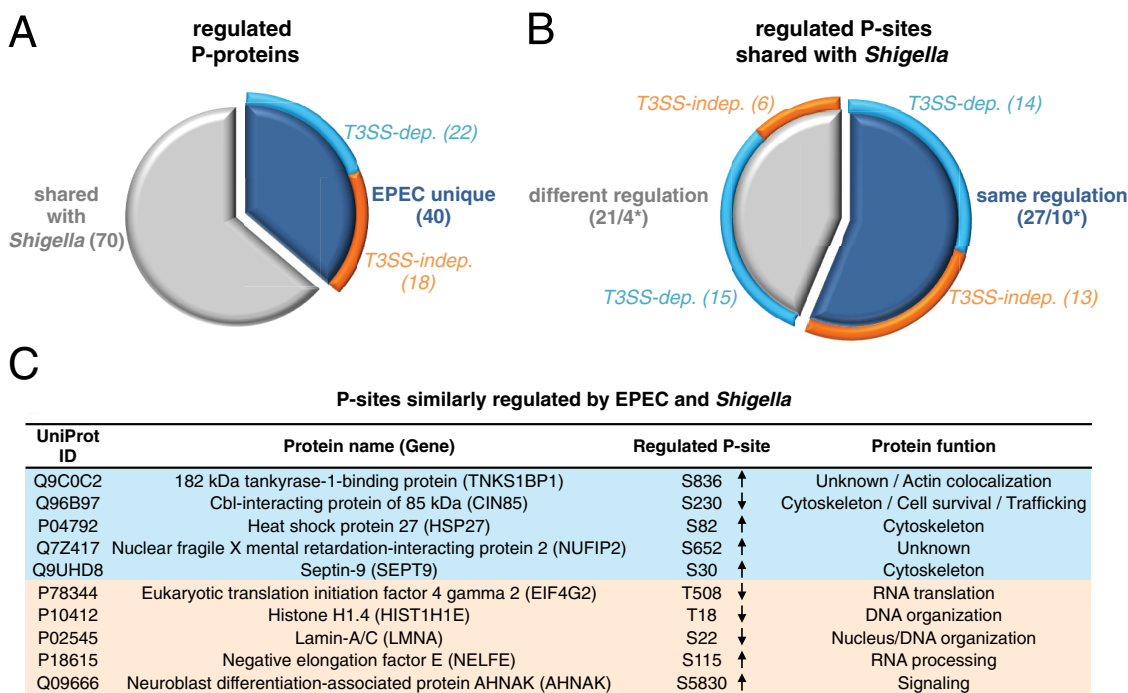 A
regulated
P-proteins
T3SS-dep. (22)
EPEC unique
(40)
shared
with
Shigella (70)
T3SS-indep.
(18)
B
regulated P-sites
shared with Shigella
T3SS-indep. (6)
T3SS-dep. (14)
different regulation
(21/4*)
same regulation
(27/10*)
T3SS-dep. (15)
T3SS-indep. (13)
C
P-sites similarly regulated by EPEC and Shigella
UniProt
ID
Protein name (Gene)
Regulated P-site
Protein funtion
Q9C0C2 182 kDa tankyrase-1-binding protein (TNKS1BP1) S836 ↑ Unknown / Actin colocalization
Q96B97 Cbl-interacting protein of 85 kDa (CIN85) S230 ↓ Cytoskeleton / Cell survival / Trafficking
P04792 Heat shock protein 27 (HSP27) S82 ↑ Cytoskeleton
Q7Z417 Nuclear fragile X mental retardation-interacting protein 2 (NUFIP2) S652 ↑ Unknown
Q9UHD8 Septin-9 (SEPT9) S30 ↑ Cytoskeleton
P78344 Eukaryotic translation initiation factor 4 gamma 2 (EIF4G2) T508 ↓ RNA translation
P10412 Histone H1.4 (HIST1H1E) T18 ↓ DNA organization
P02545 Lamin-A/C (LMNA) S22 ↓ Nucleus/DNA organization
P18615 Negative elongation factor E (NELFE) S115 ↑ RNA processing
Q09666 Neuroblast differentiation-associated protein AHNAK (AHNAK) S5830 ↑ Signaling